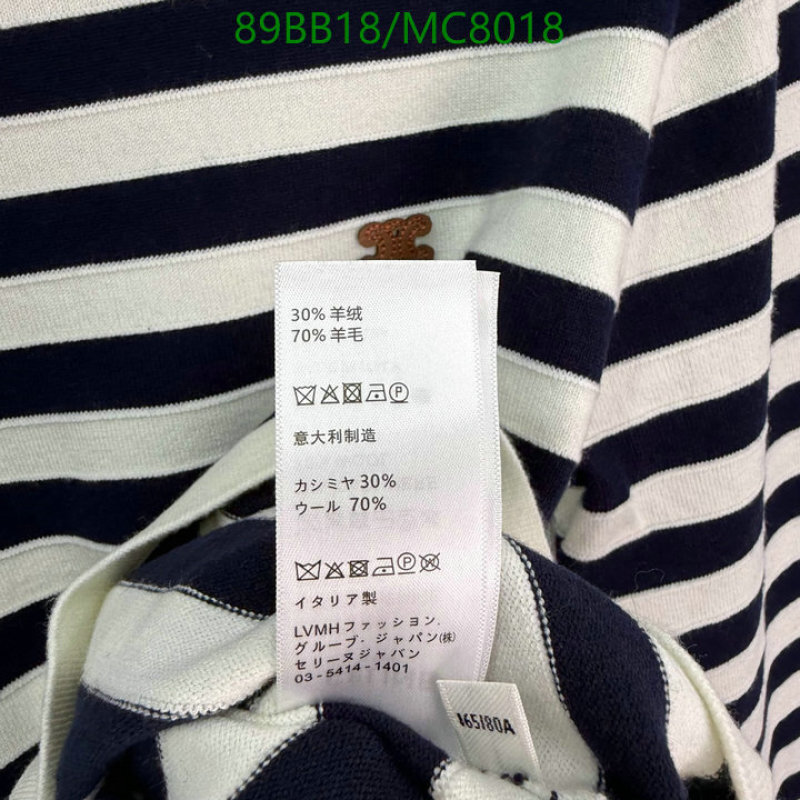 89BB18/MC8018
30% 羊绒
70% 羊毛
P
意大利制造
カシミヤ 30%
ウール 70%
P
イタリア製
LVMHファッション.
グループ・ジャパン(株)
セリーヌジャパン
03-5414-1401
165/80A